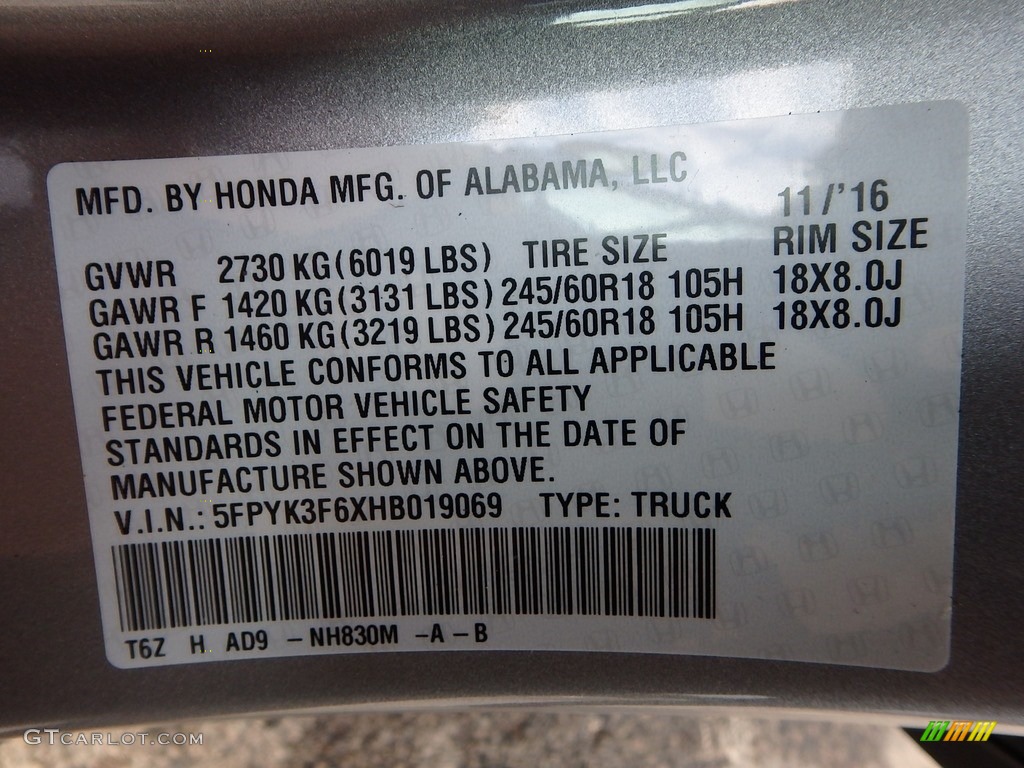 MFD. BY HONDA MFG. OF ALABAMA, LLC
11/'16
GVWR 2730 KG(6019 LBS) TIRE SIZE RIM SIZE
GAWR F 1420 KG(3131 LBS) 245/60R18 105H 18X8.0J
GAWR R 1460 KG(3219 LBS) 245/60R18 105H 18X8.0J
THIS VEHICLE CONFORMS TO ALL APPLICABLE
FEDERAL MOTOR VEHICLE SAFETY
STANDARDS IN EFFECT ON THE DATE OF
MANUFACTURE SHOWN ABOVE.
V.I.N.: 5FPYK3F6XHB019069 TYPE: TRUCK
T6Z H AD9 -NH830M -A -B
GTCARLOT.COM